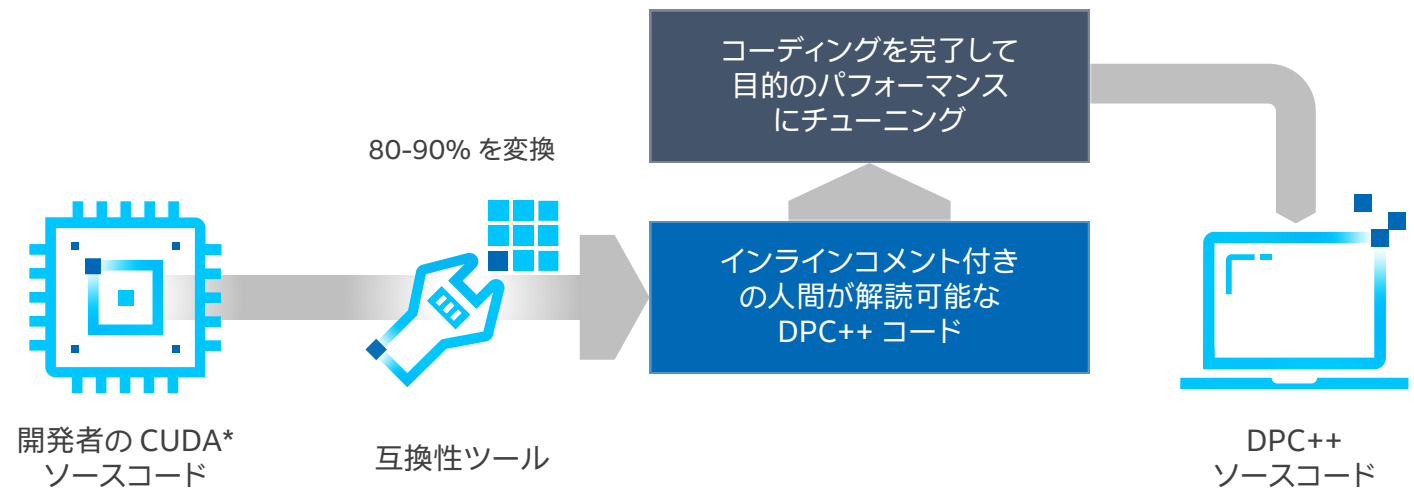 開発者の CUDA*
ソースコード
80-90% を変換
互換性ツール
インラインコメント付き
の人間が解読可能な
DPC++ コード
コーディングを完了して
目的のパフォーマンス
にチューニング
DPC++
ソースコード